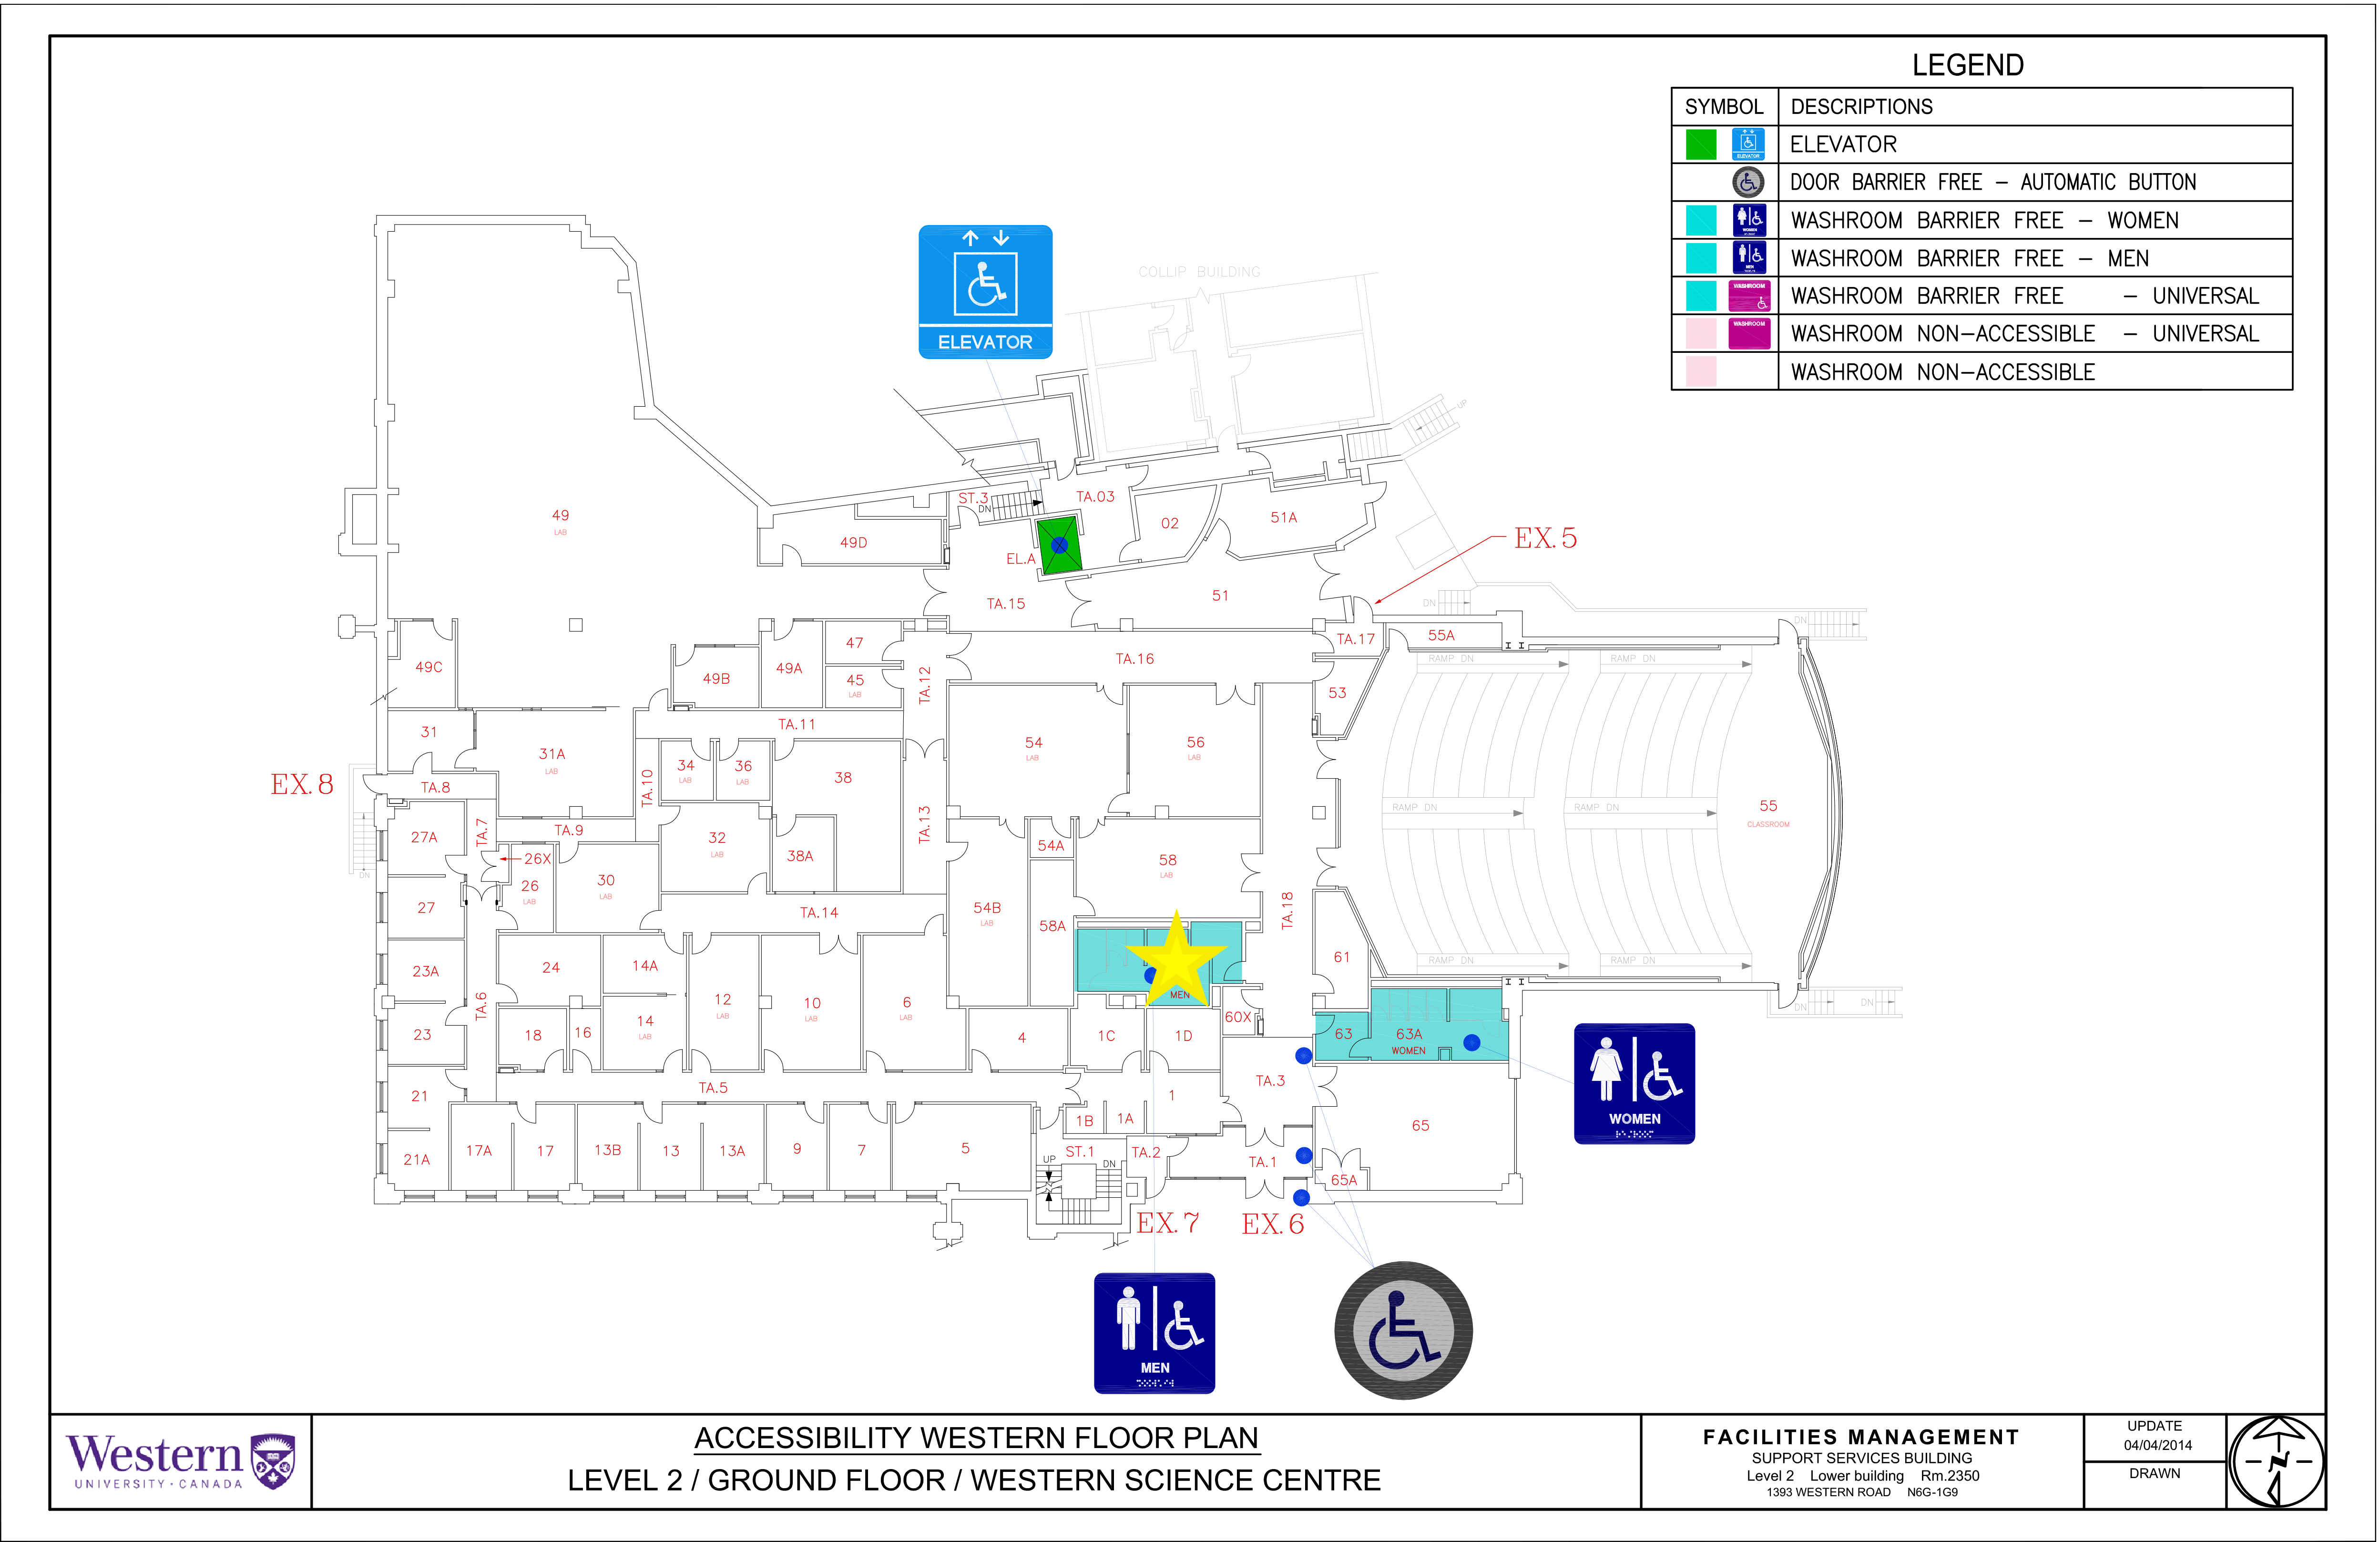 LEGEND
SYMBOL DESCRIPTIONS
ELEVATOR ELEVATOR
DOOR BARRIER FREE - AUTOMATIC BUTTON
WOMEN WASHROOM BARRIER FREE - WOMEN
MEN WASHROOM BARRIER FREE - MEN
WASHROOM WASHROOM BARRIER FREE - UNIVERSAL
WASHROOM WASHROOM NON-ACCESSIBLE - UNIVERSAL
WASHROOM NON-ACCESSIBLE
COLLIP BUILDING
ELEVATOR
UP
ST.3
DN
TA.03
02
51A
49
LAB
49D
EL.A
EX.5
TA.15
51
DN
DN
47
49C
49A
49B
45
LAB
TA.12
TA.16
TA.17
55A
RAMP DN
RAMP DN
53
31
31A
LAB
TA.11
54
LAB
56
LAB
34
LAB
36
LAB
38
TA.10
EX.8
TA.8
TA.7
TA.9
TA.13
RAMP DN
RAMP DN
55
CLASSROOM
27A
26X
32
LAB
38A
54A
58
LAB
DN
26
LAB
30
LAB
27
TA.14
54B
LAB
58A
TA.18
23A
24
14A
61
RAMP DN
RAMP DN
MEN
TA.6
12
LAB
10
LAB
6
LAB
DN
DN
23
18
16
14
LAB
4
1C
1D
60X
63
63A
WOMEN
21
TA.5
1
TA.3
WOMEN
1B
1A
65
21A
17A
17
13B
13
13A
9
7
5
ST.1
UP
DN
TA.2
TA.1
65A
EX.7
EX.6
MEN
Western
UNIVERSITY · CANADA
ACCESSIBILITY WESTERN FLOOR PLAN
LEVEL 2 / GROUND FLOOR / WESTERN SCIENCE CENTRE
FACILITIES MANAGEMENT
SUPPORT SERVICES BUILDING
Level 2 Lower building Rm.2350
1393 WESTERN ROAD N6G-1G9
UPDATE
04/04/2014
DRAWN
N